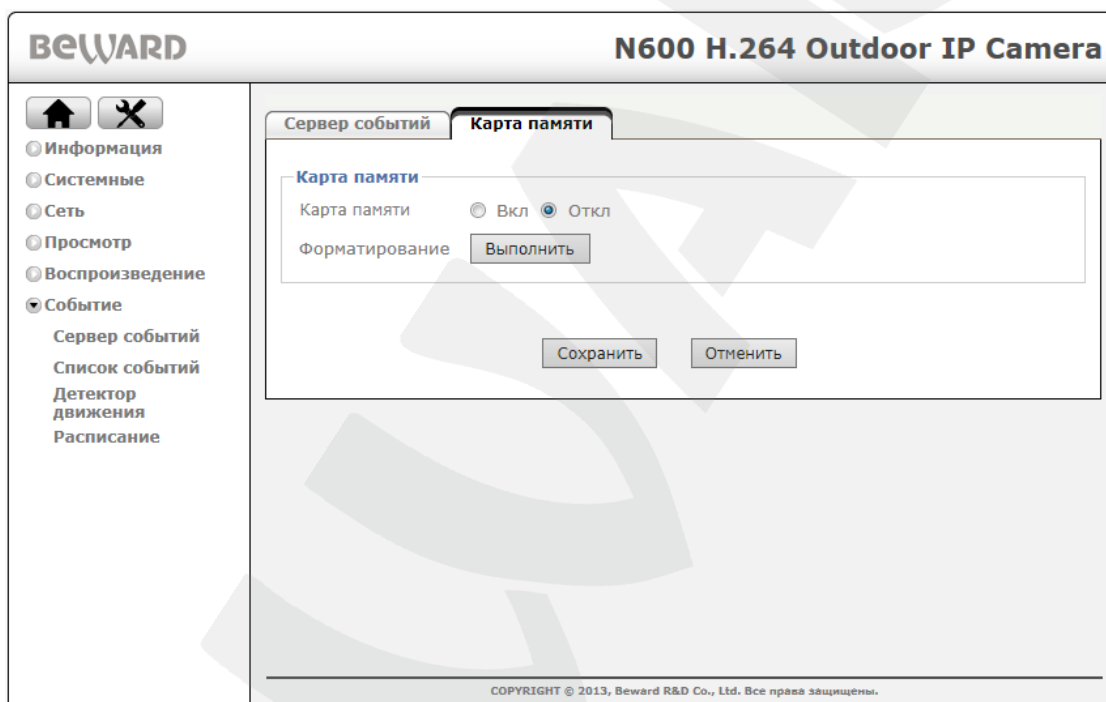 BEWARD
N600 H.264 Outdoor IP Camera
Информация
Системные
Сеть
Просмотр
Воспроизведение
Событие
Сервер событий
Список событий
Детектор
движения
Расписание
Сервер событий
Карта памяти
Карта памяти
Карта памяти Вкл Откл
Форматирование Выполнить
Сохранить Отменить
COPYRIGHT © 2013, Beward R&D Co., Ltd. Все права защищены.